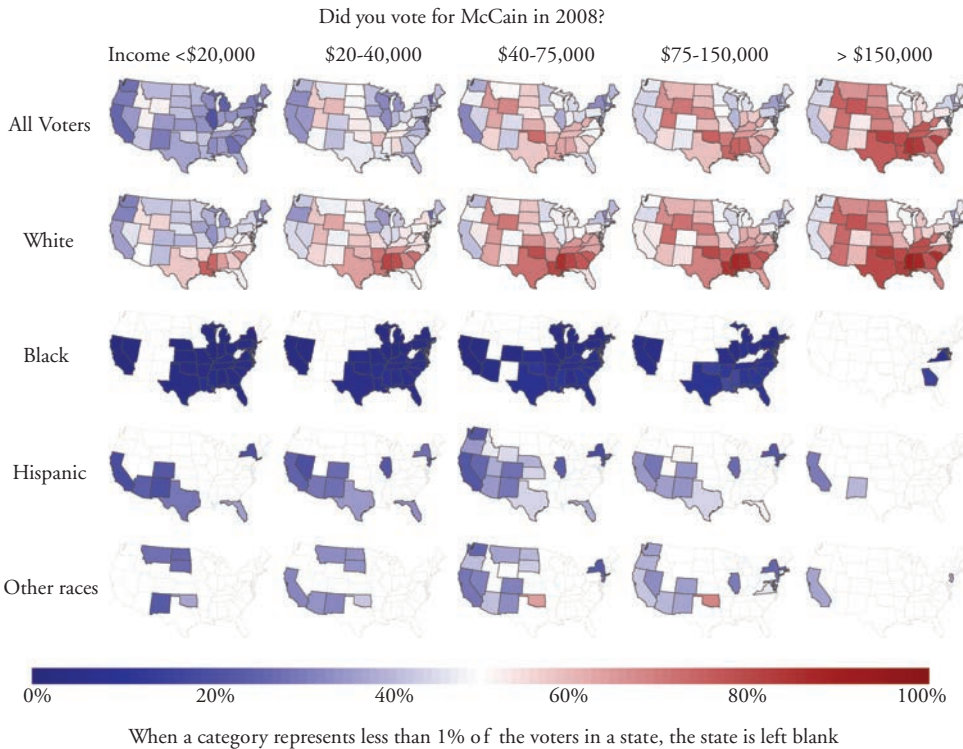 Did you vote for McCain in 2008?
Income <$20,000 $20-40,000 $40-75,000 $75-150,000 > $150,000
All Voters
White
Black
Hispanic
Other races
0% 20% 40% 60% 80% 100%
When a category represents less than 1% of the voters in a state, the state is left blank